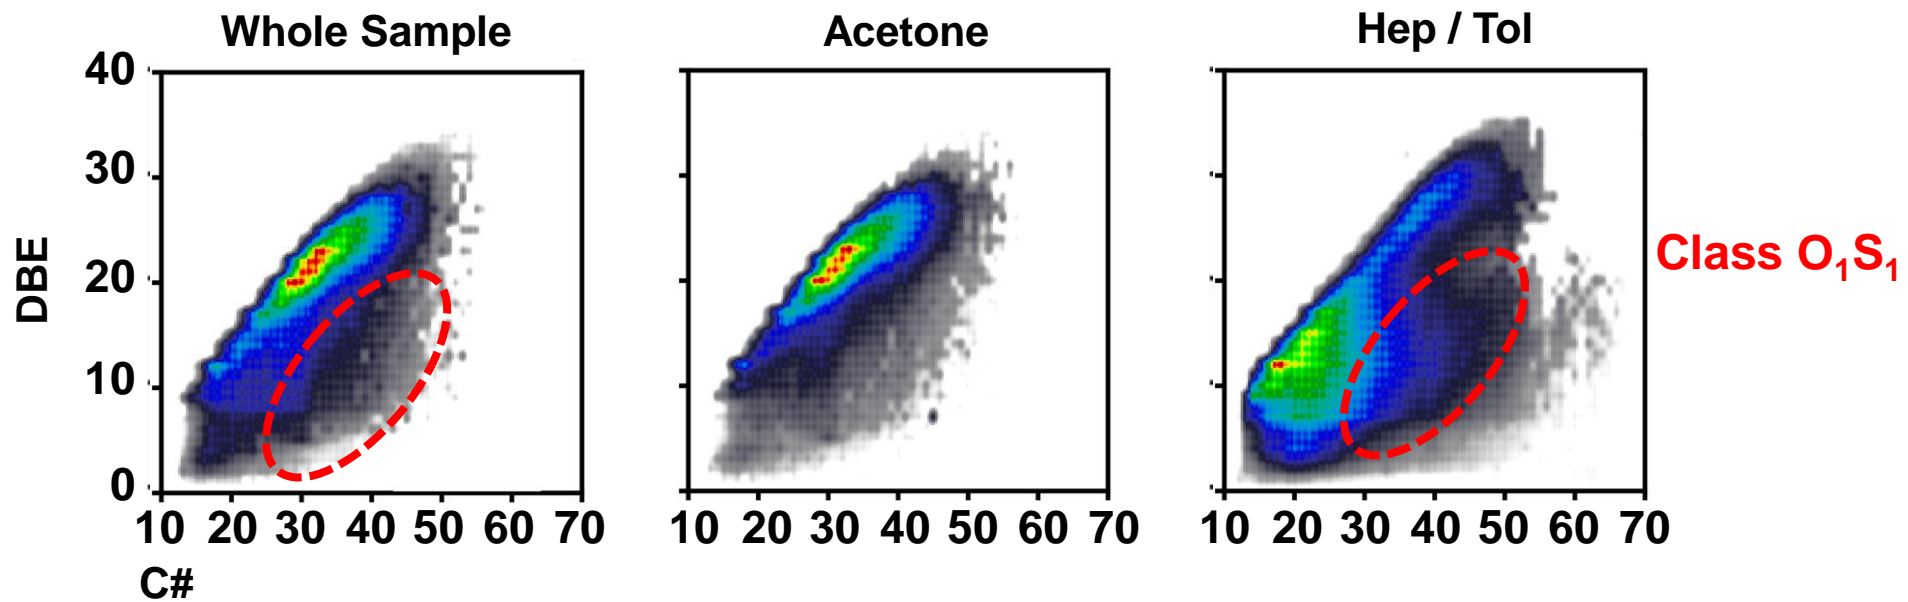 Whole Sample
Acetone
Hep / Tol
40
30
20
10
0
DBE
10 20 30 40 50 60 70
10 20 30 40 50 60 70
10 20 30 40 50 60 70
C#
Class O₁S₁